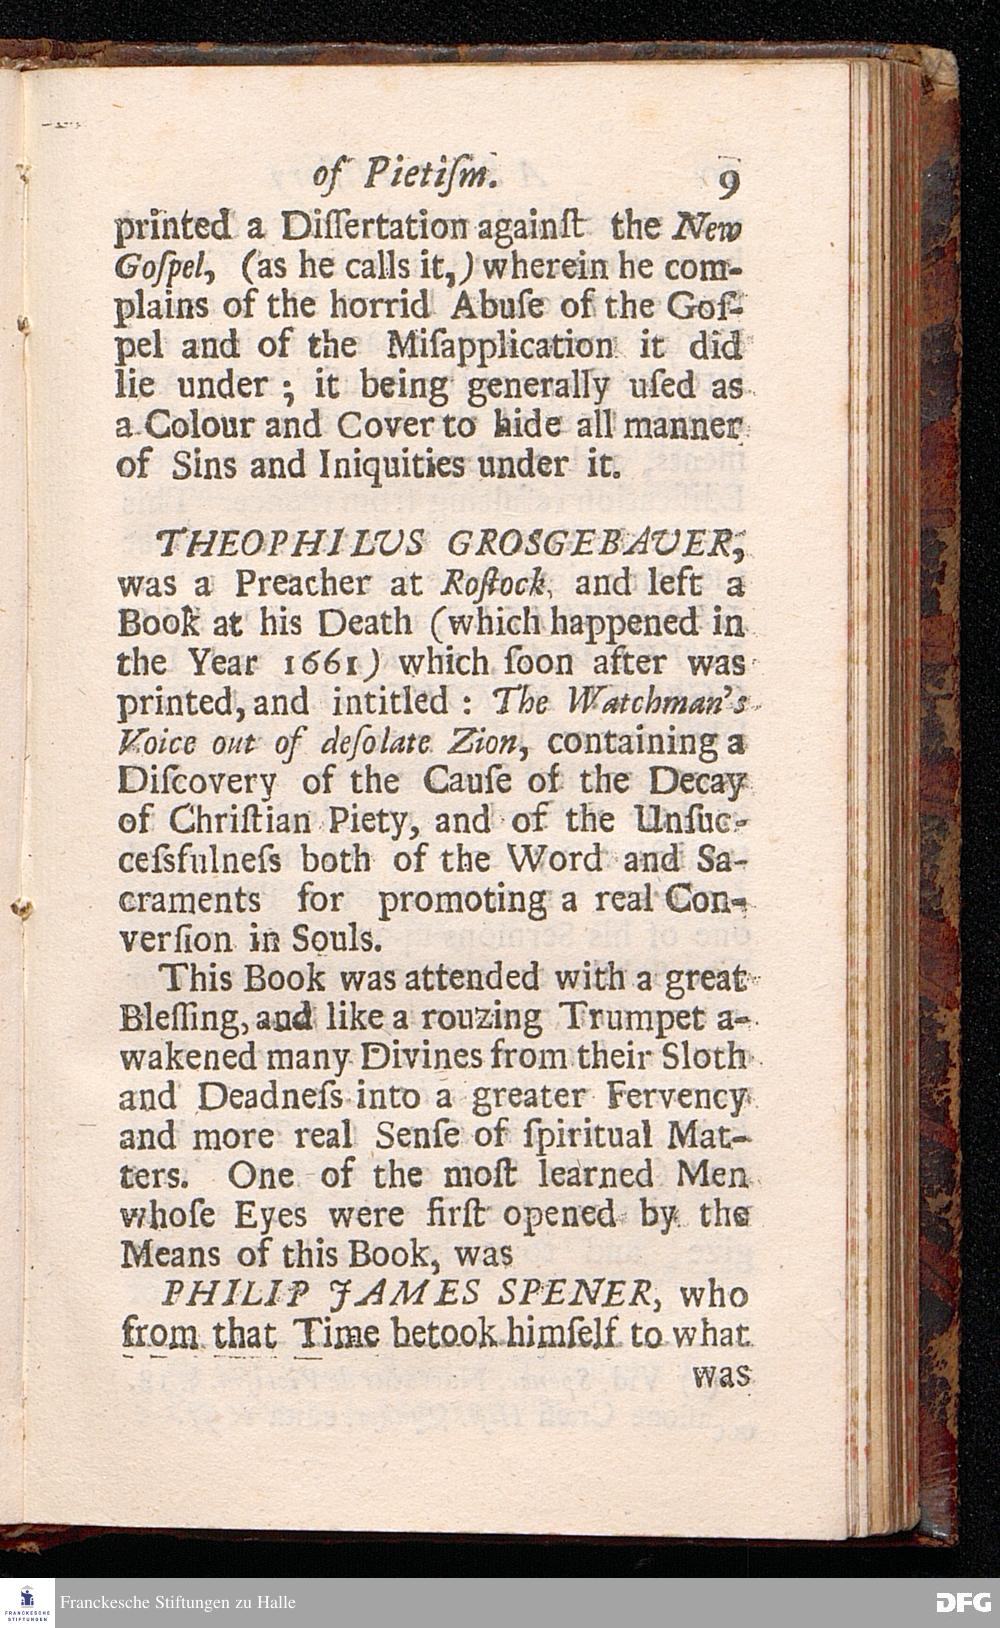 of Pietiſm. 9
printed a Diſſertation againſt the New
Goſpel, (as he calls it,) wherein he com-
plains of the horrid Abuſe of the Goſ-
pel and of the Miſapplication it did
lie under ; it being generally uſed as
a Colour and Cover to hide all manner
of Sins and Iniquities under it.
THEOPHILUS GROSGEBAUER,
was a Preacher at Roſtock, and left a
Book at his Death (which happened in
the Year 1661) which ſoon after was
printed, and intitled : The Watchman's
Voice out of deſolate Zion, containing a
Diſcovery of the Cauſe of the Decay
of Chriſtian Piety, and of the Unſuc-
ceſsfulneſs both of the Word and Sa-
craments for promoting a real Con-
verſion in Souls.
This Book was attended with a great
Bleſſing, and like a rouzing Trumpet a-
wakened many Divines from their Sloth
and Deadneſs into a greater Fervency
and more real Senſe of ſpiritual Mat-
ters. One of the moſt learned Men
whoſe Eyes were firſt opened by the
Means of this Book, was
PHILIP JAMES SPENER, who
from that Time betook himſelf to what
was
FRANCKESCHE
STIFTUNGEN
Franckesche Stiftungen zu Halle
DFG